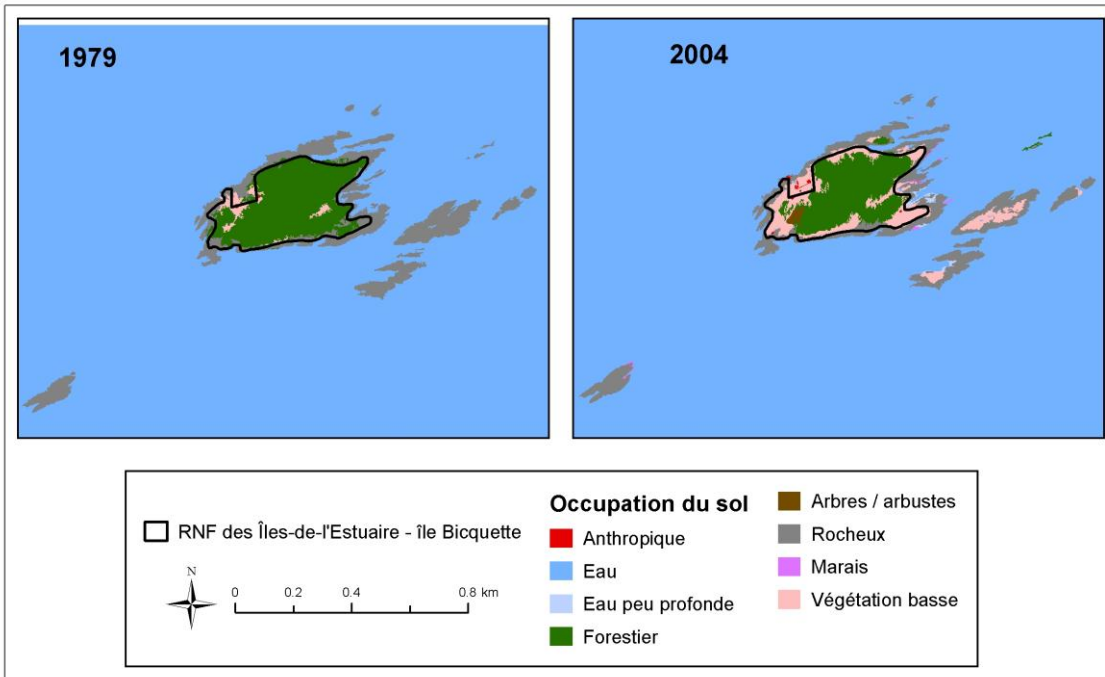 1979
2004
RNF des Îles-de-l'Estuaire - île Bicquette
N
0 0.2 0.4 0.8 km
Occupation du sol
Anthropique
Eau
Eau peu profonde
Forestier
Arbres / arbustes
Rocheux
Marais
Végétation basse